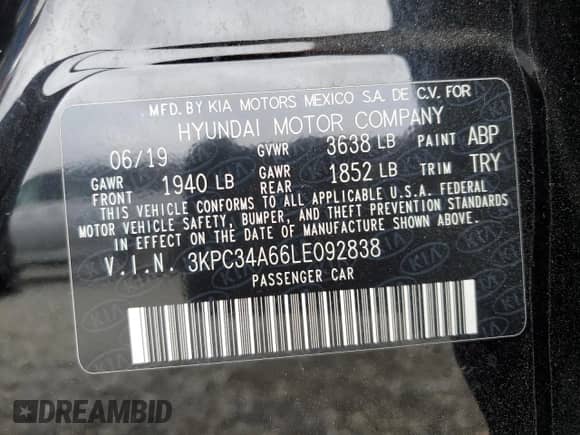 MFD. BY KIA MOTORS MEXICO S.A. DE C.V. FOR
HYUNDAI MOTOR COMPANY
06/19 GVWR 3638 LB PAINT ABP
GAWR FRONT 1940 LB GAWR REAR 1852 LB TRIM TRY
THIS VEHICLE CONFORMS TO ALL APPLICABLE U.S.A. FEDERAL
MOTOR VEHICLE SAFETY, BUMPER, AND THEFT PREVENTION STANDARDS
IN EFFECT ON THE DATE OF MANUFACTURE SHOWN ABOVE.
V.I.N. 3KPC34A66LE092838
PASSENGER CAR
DREAMBID